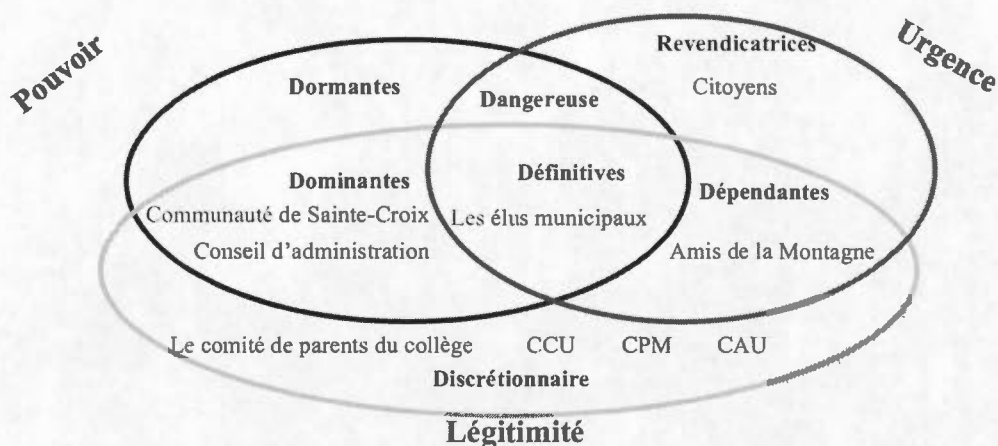 Pouvoir
Urgence
Revendicatrices
Citoyens
Dormantes
Dangereuse
Dominantes
Communauté de Sainte-Croix
Conseil d'administration
Définitives
Les élus municipaux
Dépendantes
Amis de la Montagne
Le comité de parents du collège CCU CPM CAU
Discrétionnaire
Légitimité